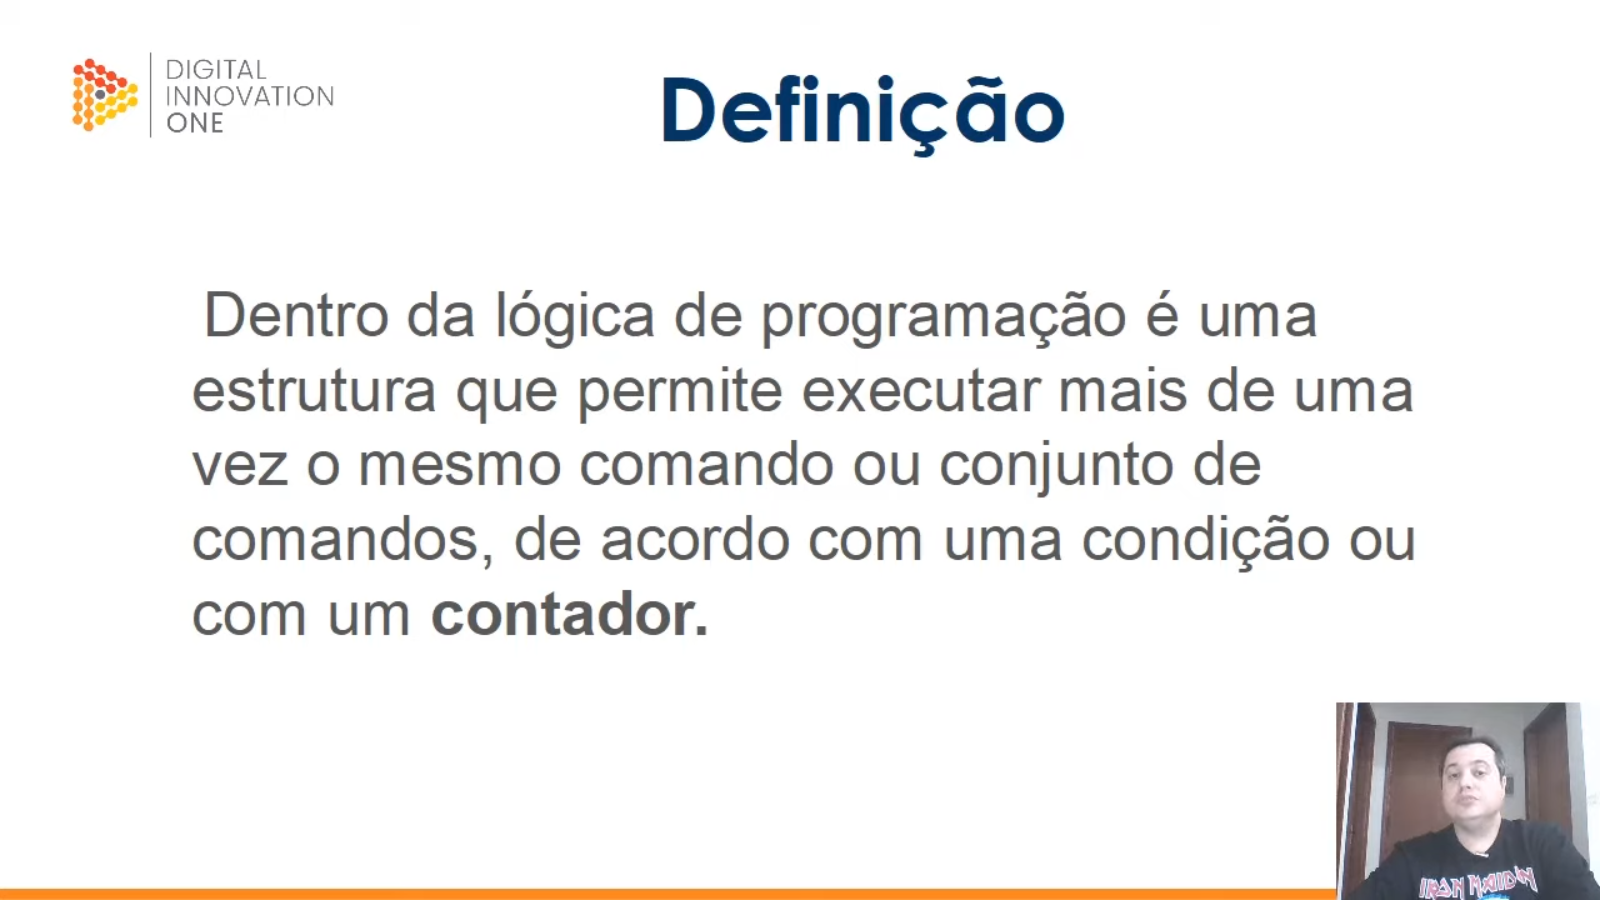 DIGITAL
INNOVATION
ONE
Definição
Dentro da lógica de programação é uma
estrutura que permite executar mais de uma
vez o mesmo comando ou conjunto de
comandos, de acordo com uma condição ou
com um contador.
IRON MAIDEN